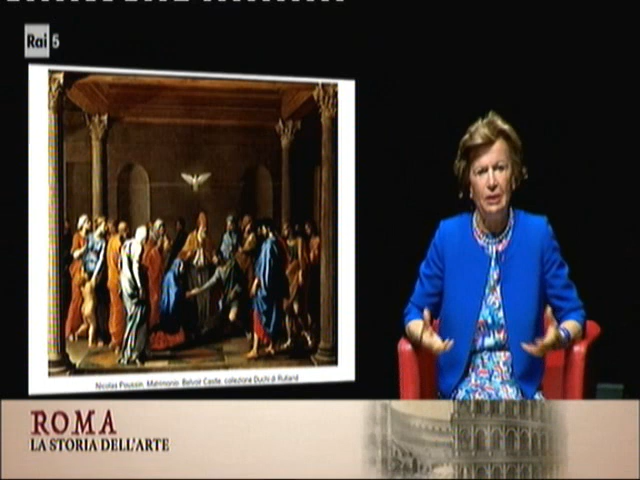 Rai 5
Nicolas Poussin, Matrimonio, Belvoir Castle, collezione Duchi di Rutland
ROMA
LA STORIA DELL'ARTE